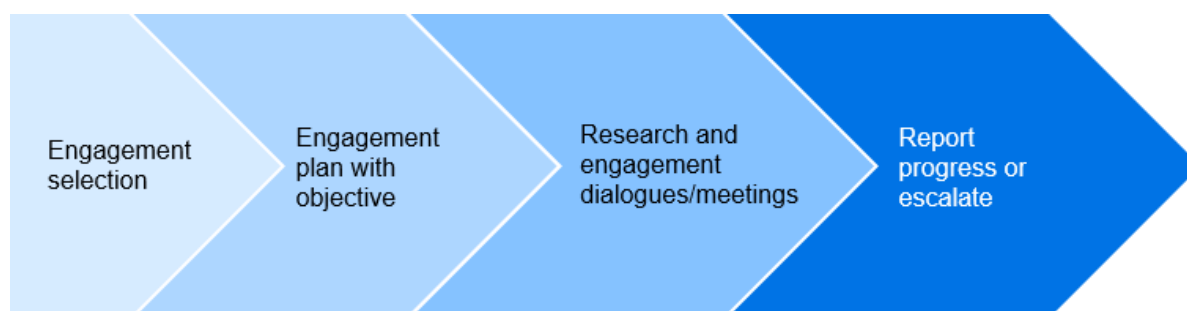 Engagement
selection
Engagement
plan with
objective
Research and
engagement
dialogues/meetings
Report
progress or
escalate